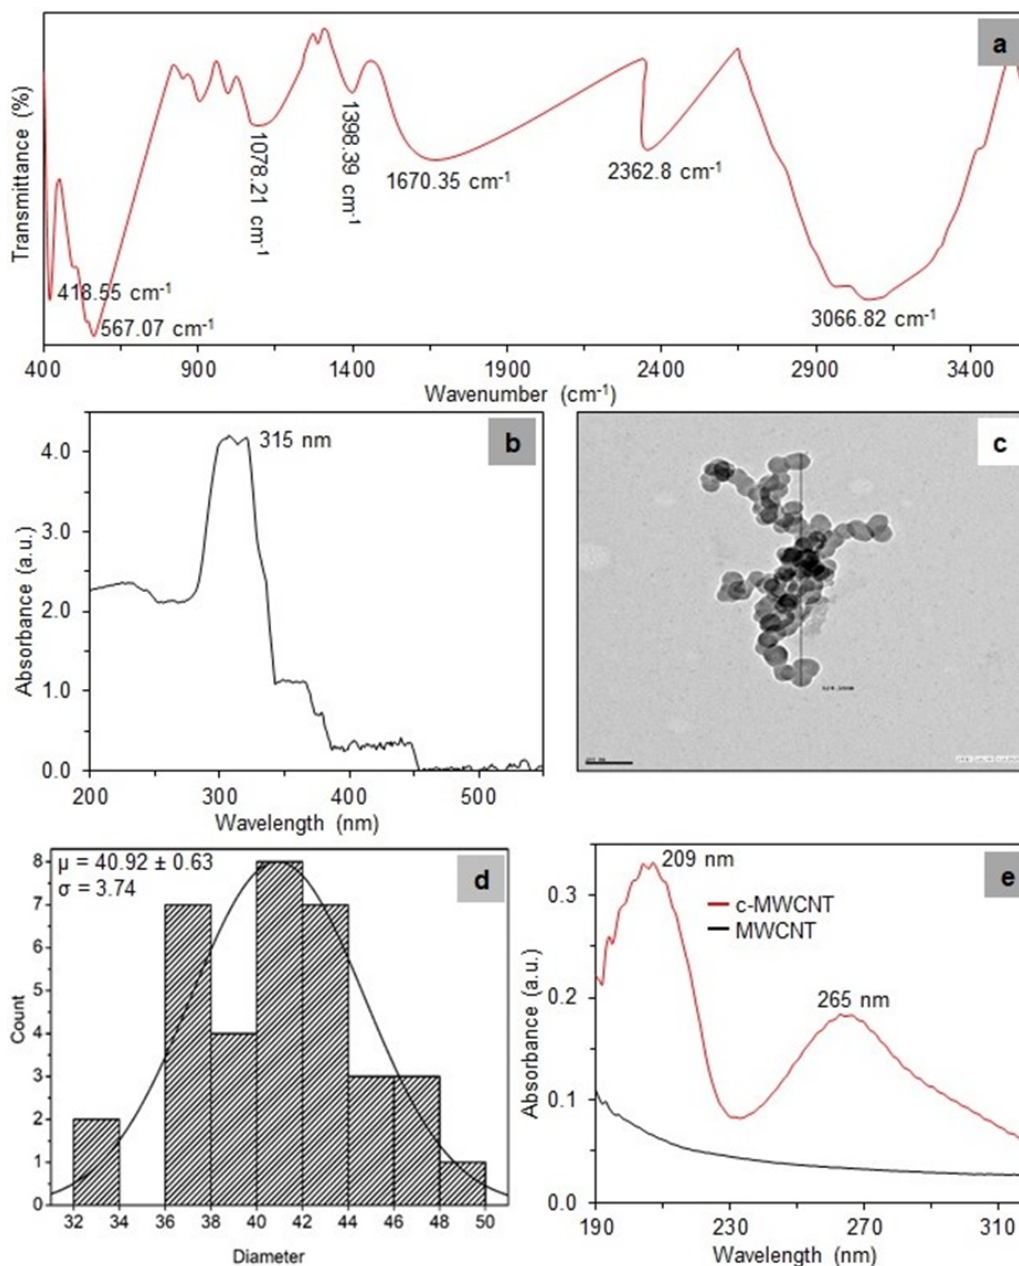 a
Transmittance (%)
1078.21 cm⁻¹
1398.39 cm⁻¹
1670.35 cm⁻¹
2362.8 cm⁻¹
418.55 cm⁻¹
567.07 cm⁻¹
3066.82 cm⁻¹
400 900 1400 1900 2400 2900 3400
Wavenumber (cm⁻¹)
b
315 nm
Absorbance (a.u.)
4.0
3.0
2.0
1.0
0.0
200 300 400 500
Wavelength (nm)
c
d
μ = 40.92 ± 0.63
σ = 3.74
Count
8
7
6
5
4
3
2
1
0
32 34 36 38 40 42 44 46 48 50
Diameter
e
209 nm
c-MWCNT
MWCNT
265 nm
Absorbance (a.u.)
0.3
0.2
0.1
0.0
190 230 270 310
Wavelength (nm)